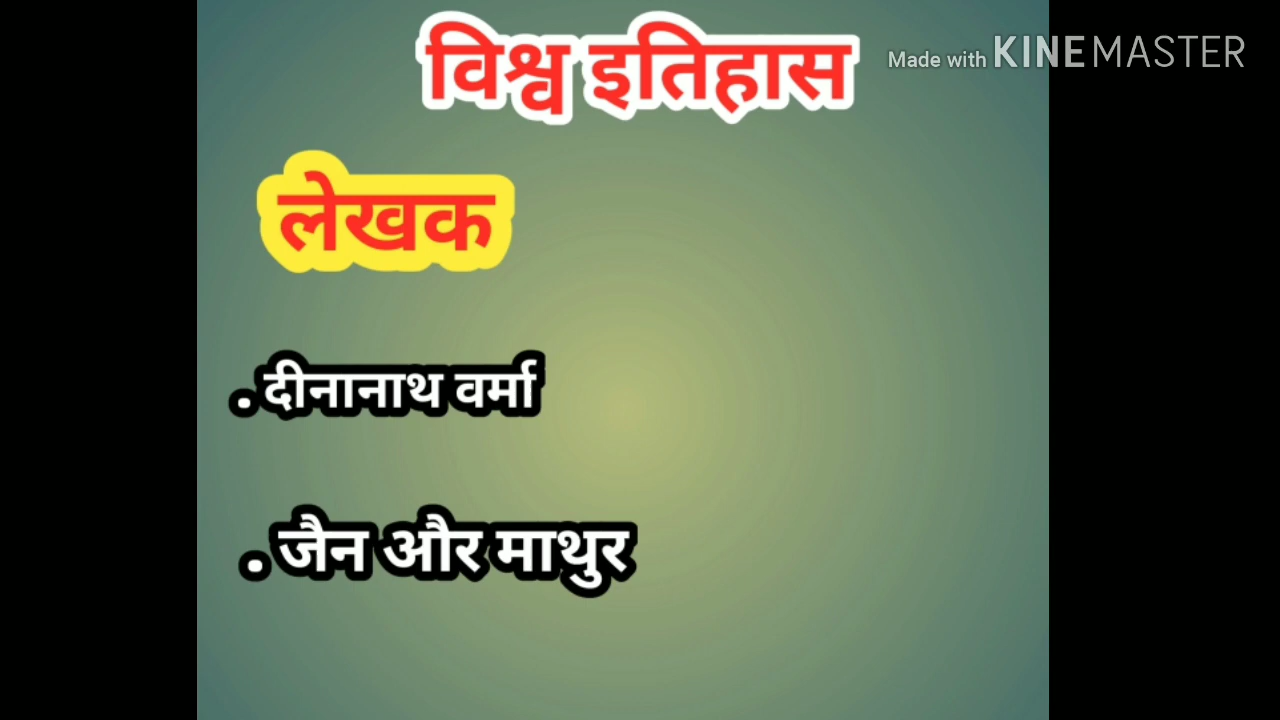 विश्व इतिहास
Made with KINEMASTER
लेखक
. दीनानाथ वर्मा
. जैन और माथुर